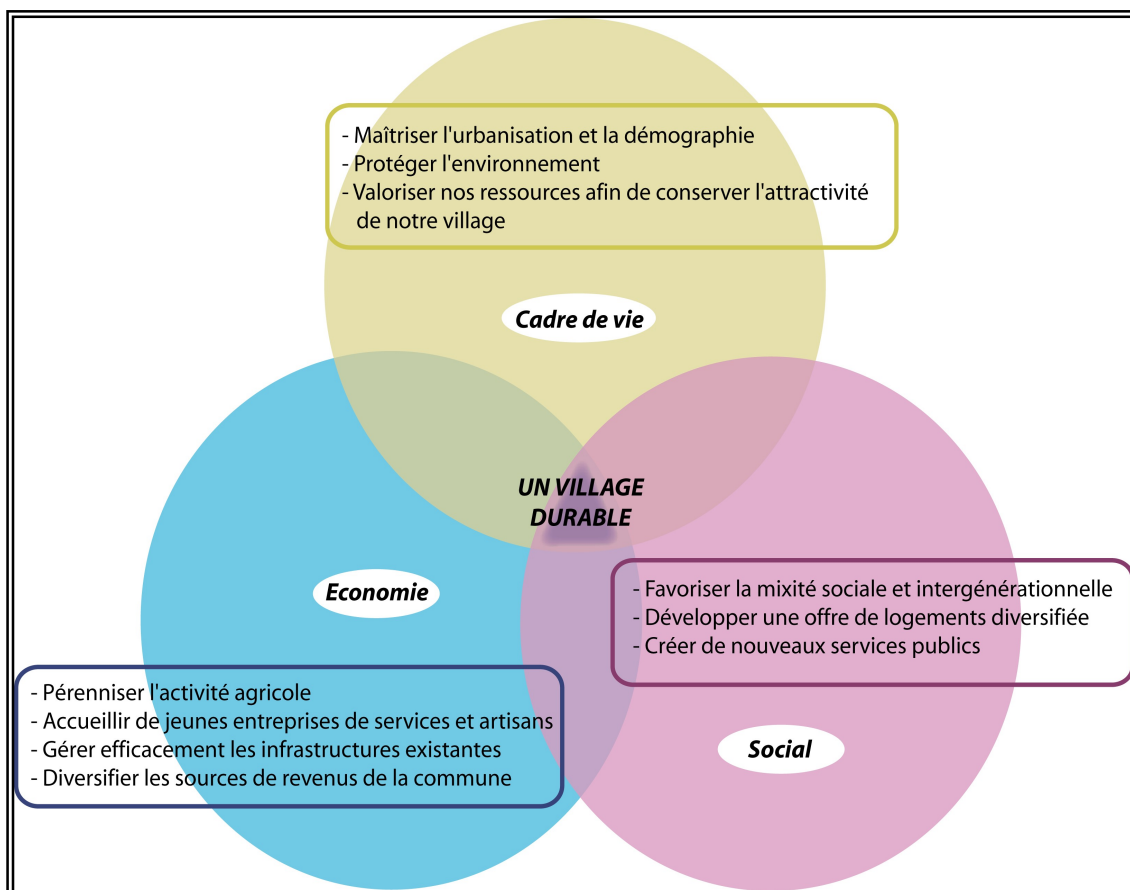 - Maîtriser l'urbanisation et la démographie
- Protéger l'environnement
- Valoriser nos ressources afin de conserver l'attractivité
de notre village
Cadre de vie
UN VILLAGE
DURABLE
Economie
- Pérenniser l'activité agricole
- Accueillir de jeunes entreprises de services et artisans
- Gérer efficacement les infrastructures existantes
- Diversifier les sources de revenus de la commune
- Favoriser la mixité sociale et intergénérationnelle
- Développer une offre de logements diversifiée
- Créer de nouveaux services publics
Social